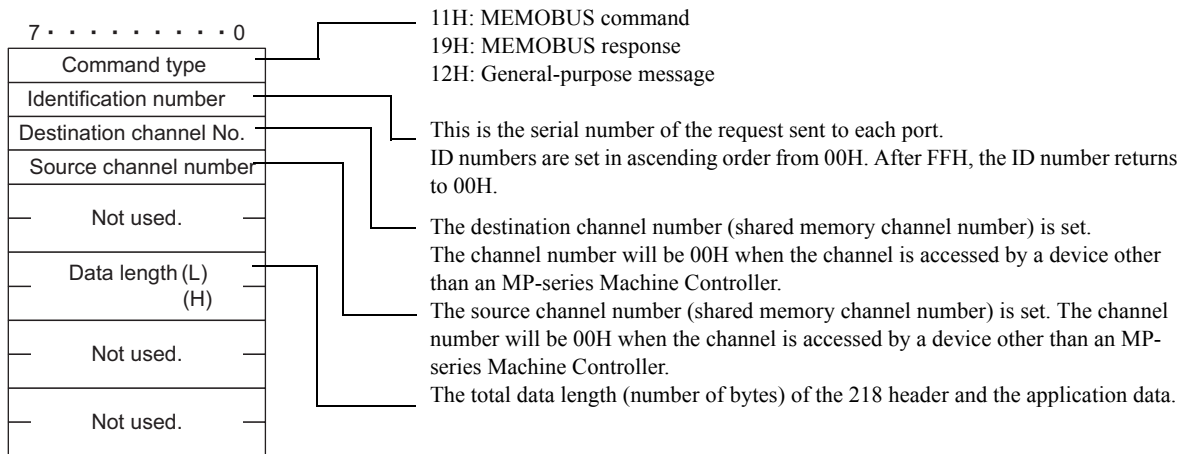 7 · · · · · · · · · 0
Command type
Identification number
Destination channel No.
Source channel number
Not used.
Data length (L)
(H)
Not used.
Not used.
11H: MEMOBUS command
19H: MEMOBUS response
12H: General-purpose message
This is the serial number of the request sent to each port.
ID numbers are set in ascending order from 00H. After FFH, the ID number returns
to 00H.
The destination channel number (shared memory channel number) is set.
The channel number will be 00H when the channel is accessed by a device other
than an MP-series Machine Controller.
The source channel number (shared memory channel number) is set. The channel
number will be 00H when the channel is accessed by a device other than an MP-
series Machine Controller.
The total data length (number of bytes) of the 218 header and the application data.